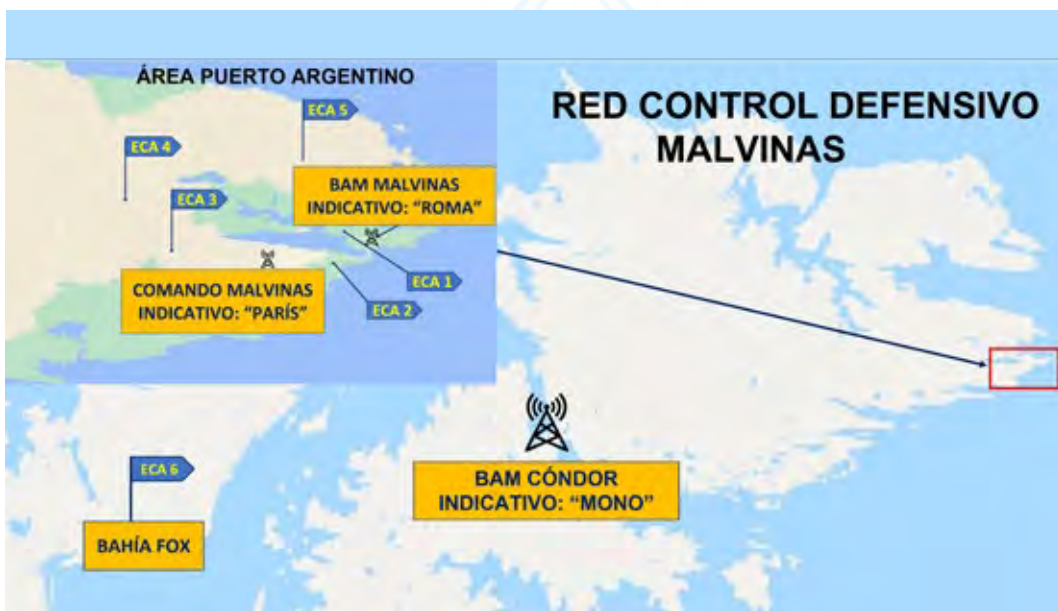 ÁREA PUERTO ARGENTINO
ECA 5
ECA 4
ECA 3
BAM MALVINAS
INDICATIVO: “ROMA”
ECA 1
ECA 2
COMANDO MALVINAS
INDICATIVO: “PARÍS”
RED CONTROL DEFENSIVO
MALVINAS
ECA 6
BAHÍA FOX
BAM CÓNDOR
INDICATIVO: “MONO”